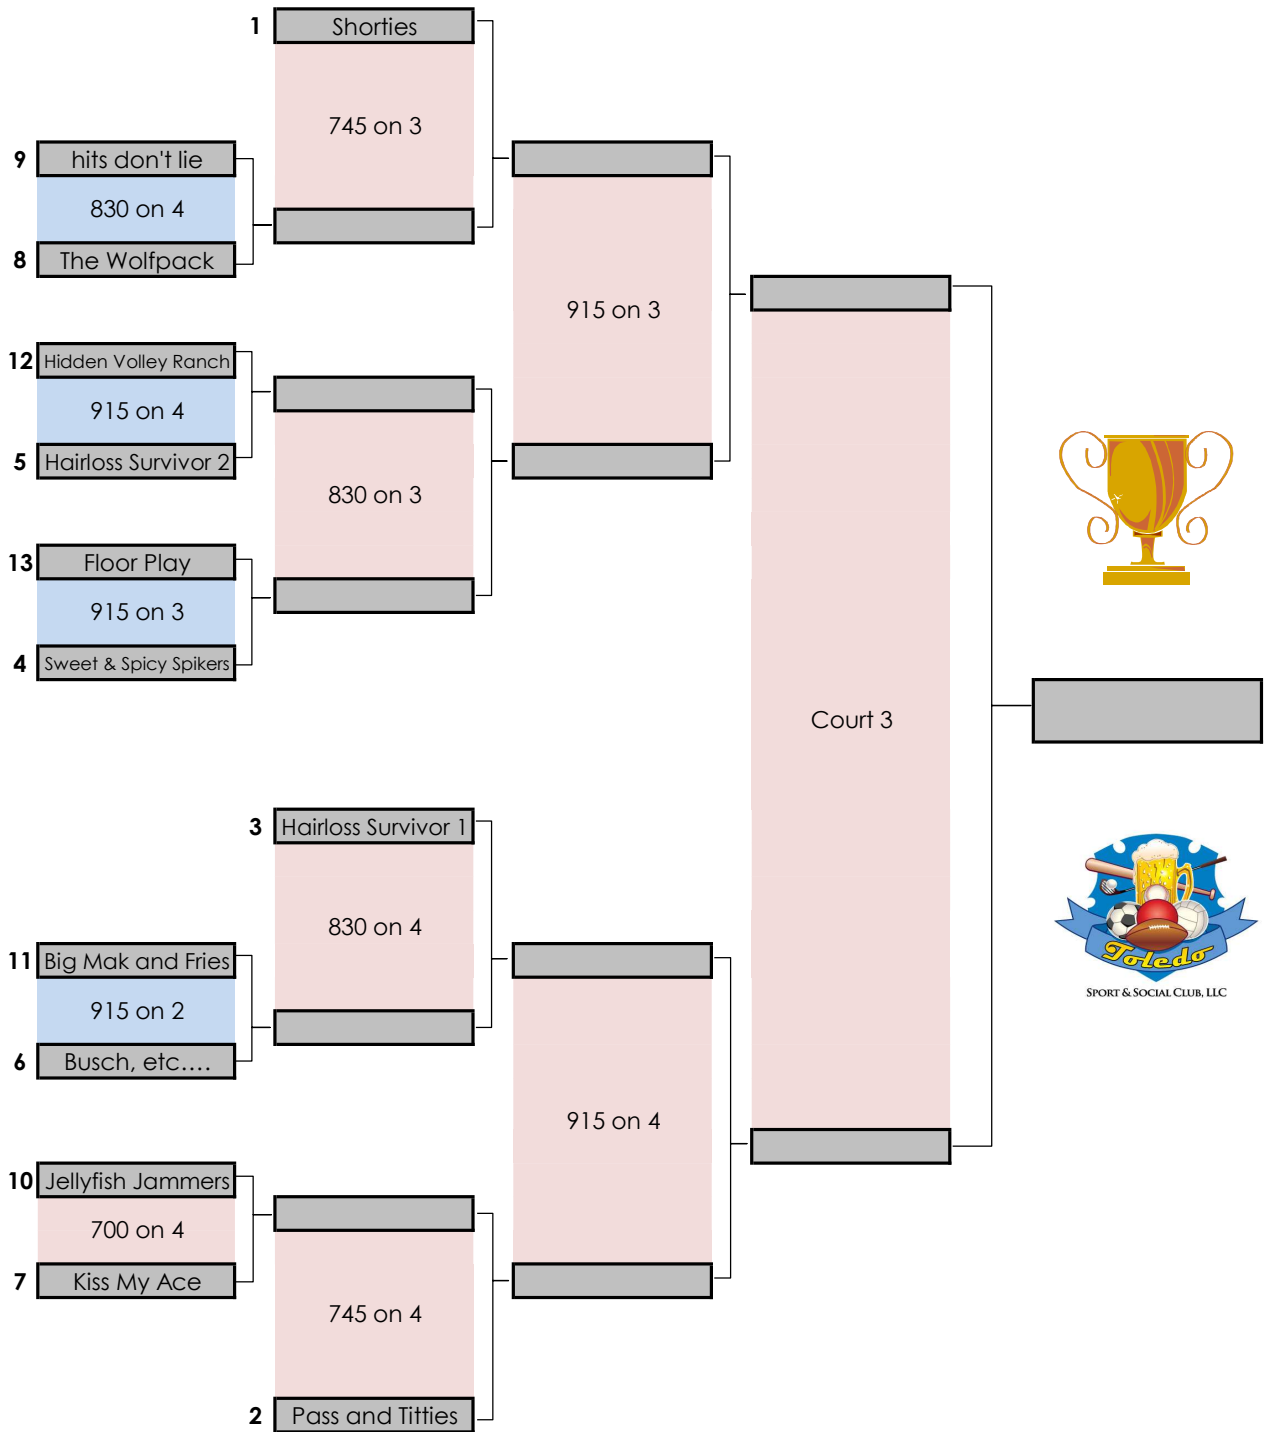 1 Shorties
745 on 3
9 hits don't lie
830 on 4
8 The Wolfpack
915 on 3
12 Hidden Volley Ranch
915 on 4
5 Hairloss Survivor 2
830 on 3
13 Floor Play
915 on 3
4 Sweet & Spicy Spikers
Court 3
3 Hairloss Survivor 1
830 on 4
11 Big Mak and Fries
915 on 2
6 Busch, etc....
915 on 4
10 Jellyfish Jammers
700 on 4
7 Kiss My Ace
745 on 4
2 Pass and Titties
Toledo
SPORT & SOCIAL CLUB, LLC